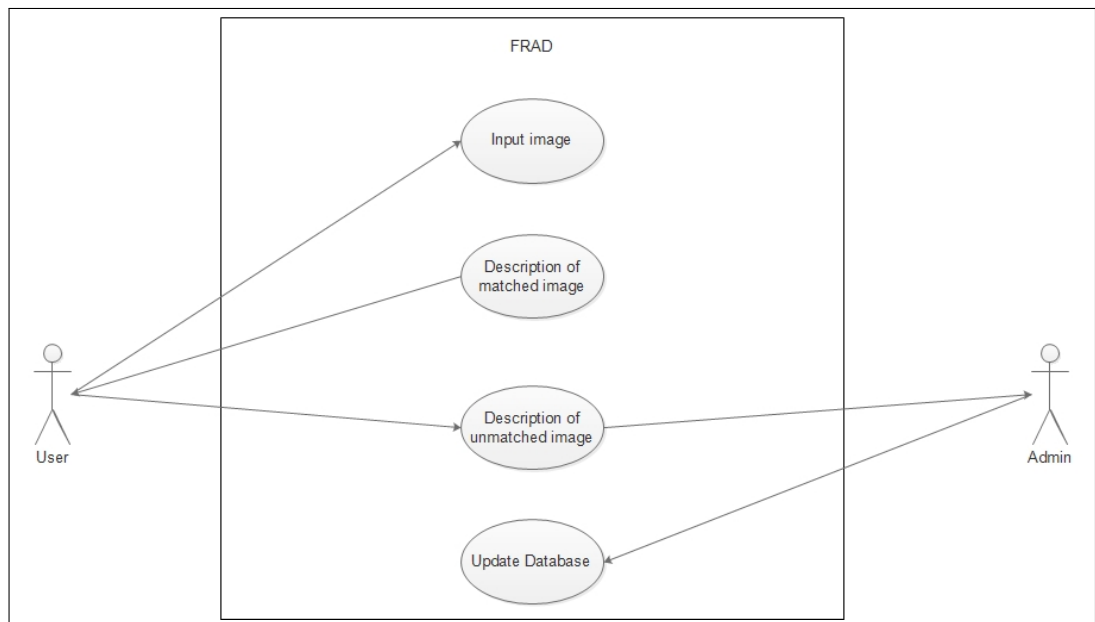 FRAD
Input image
Description of
matched image
Description of
unmatched image
User
Admin
Update Database